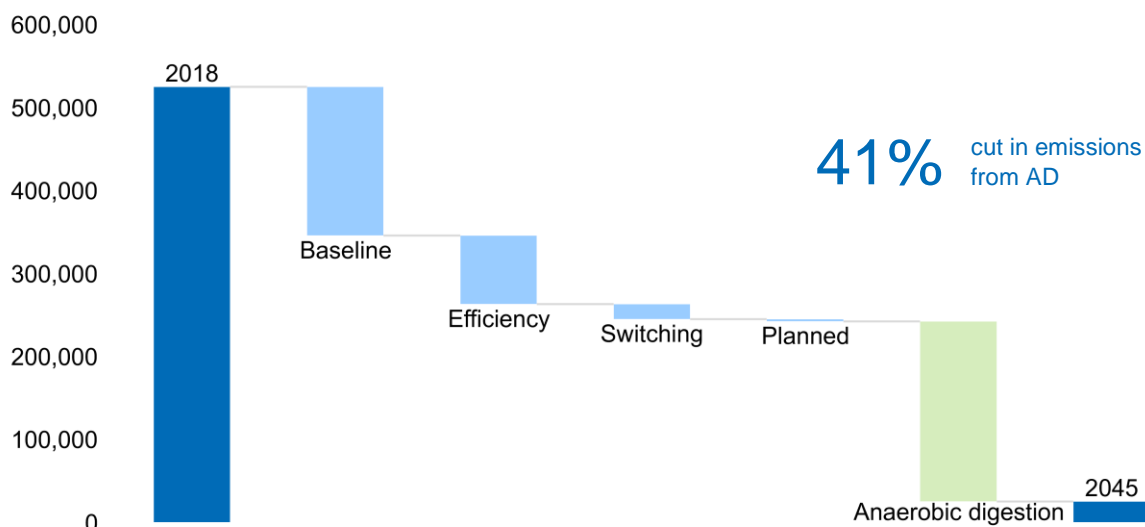 600,000
2018
500,000
41%
cut in emissions
from AD
400,000
300,000
Baseline
Efficiency
Switching
Planned
200,000
100,000
2045
Anaerobic digestion
0